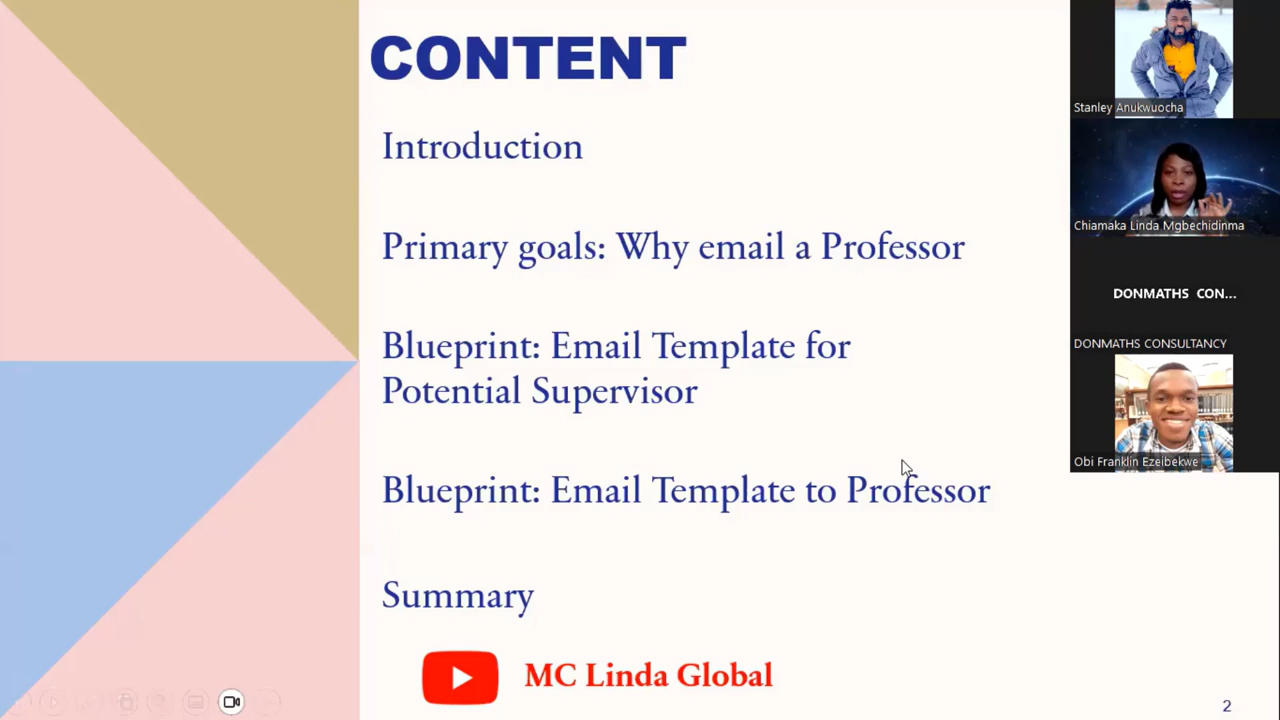 CONTENT
Introduction
Primary goals: Why email a Professor
Blueprint: Email Template for
Potential Supervisor
Blueprint: Email Template to Professor
Summary
MC Linda Global
2
Stanley Anukwuocha
Chiamaka Linda Mgbechidinma
DONMATHS CON...
DONMATHS CONSULTANCY
Obi Franklin Ezeibekwe